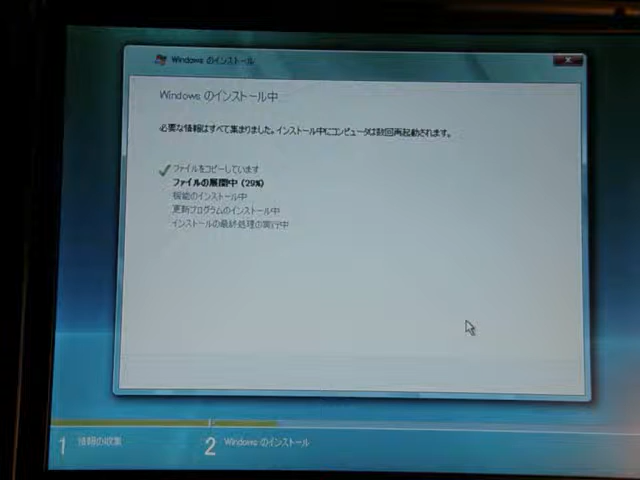 Windows のインストール
Windows のインストール中
必要な情報はすべて集まりました。インストール中にコンピュータは数回再起動されます。
ファイルをコピーしています
ファイルの展開中 (29%)
機能のインストール中
更新プログラムのインストール中
インストールの最終処理の実行中
1 情報の収集
2 Windows のインストール